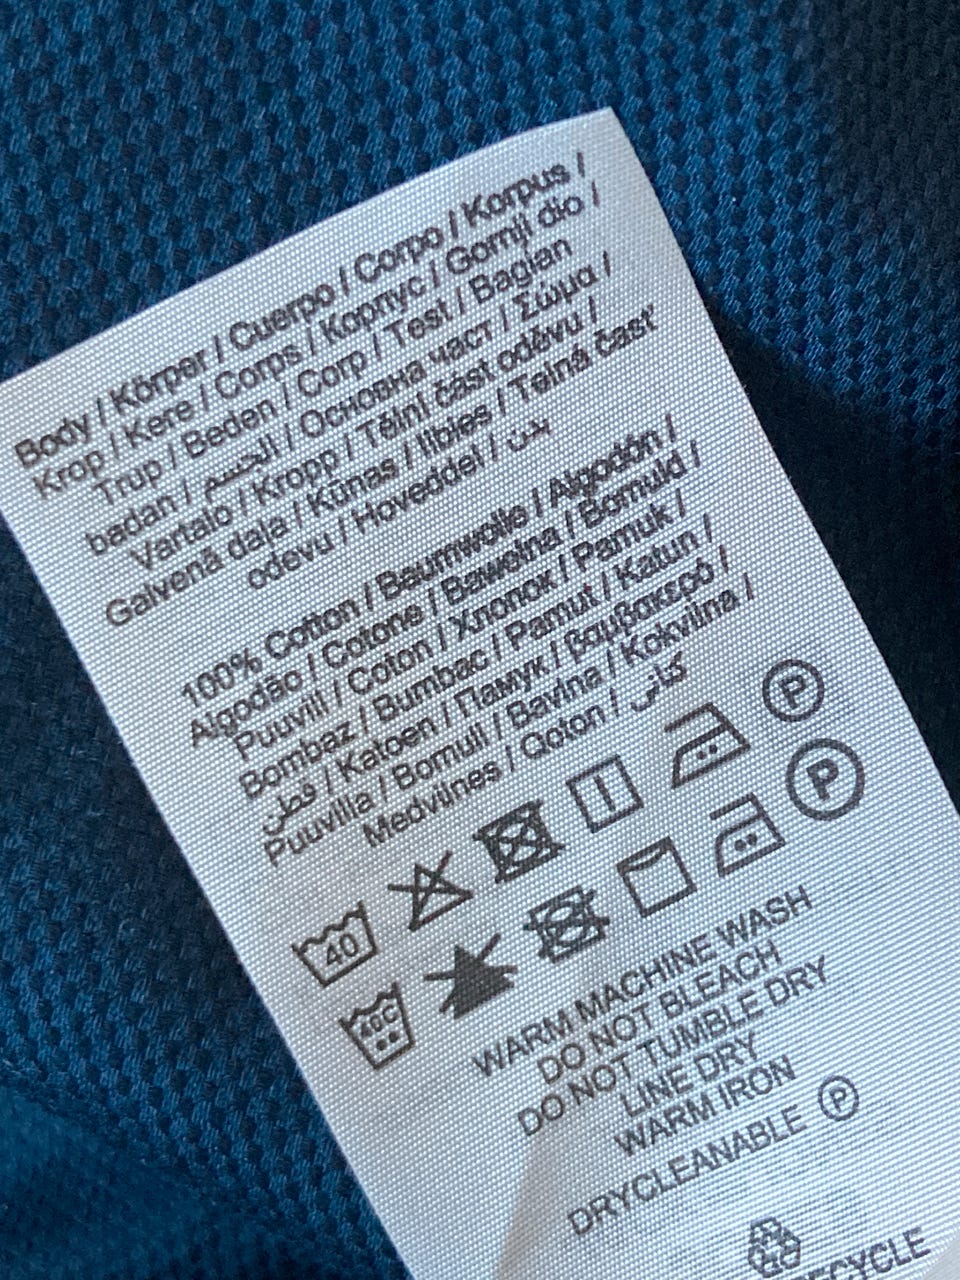 Body / Körper / Cuerpo / Corpo / Korpus /
Krop / Kere / Corps / Корпус / Gornji dio /
Trup / Beden / Corp / Test / Bagian
badan / الجسم / Основна част / Σώμα /
Vartalo / Kropp / Tělní část oděvu /
Galvenā daļa / Kūnas / Iibles / Telná časť
odevu / Hoveddel / بدن
100% Cotton / Baumwolle / Algodón /
Algodão / Cotone / Bawełna / Bomuld /
Puuvill / Coton / Хлопок / Pamuk /
Bombaz / Bumbac / Pamut / Katun /
قطن / Katoen / Памук / βαμβακερό /
Puuvilla / Bomull / Bavlna / Kokvilna /
Medvilnės / Qoton / كتانى
40 P
40C P
WARM MACHINE WASH
DO NOT BLEACH
DO NOT TUMBLE DRY
LINE DRY
WARM IRON
DRYCLEANABLE P
RECYCLE